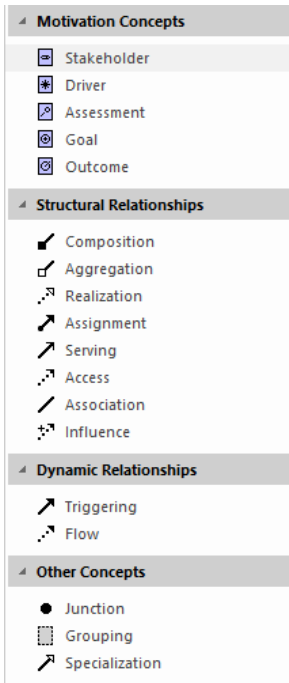 Motivation Concepts
Stakeholder
Driver
Assessment
Goal
Outcome
Structural Relationships
Composition
Aggregation
Realization
Assignment
Serving
Access
Association
Influence
Dynamic Relationships
Triggering
Flow
Other Concepts
Junction
Grouping
Specialization